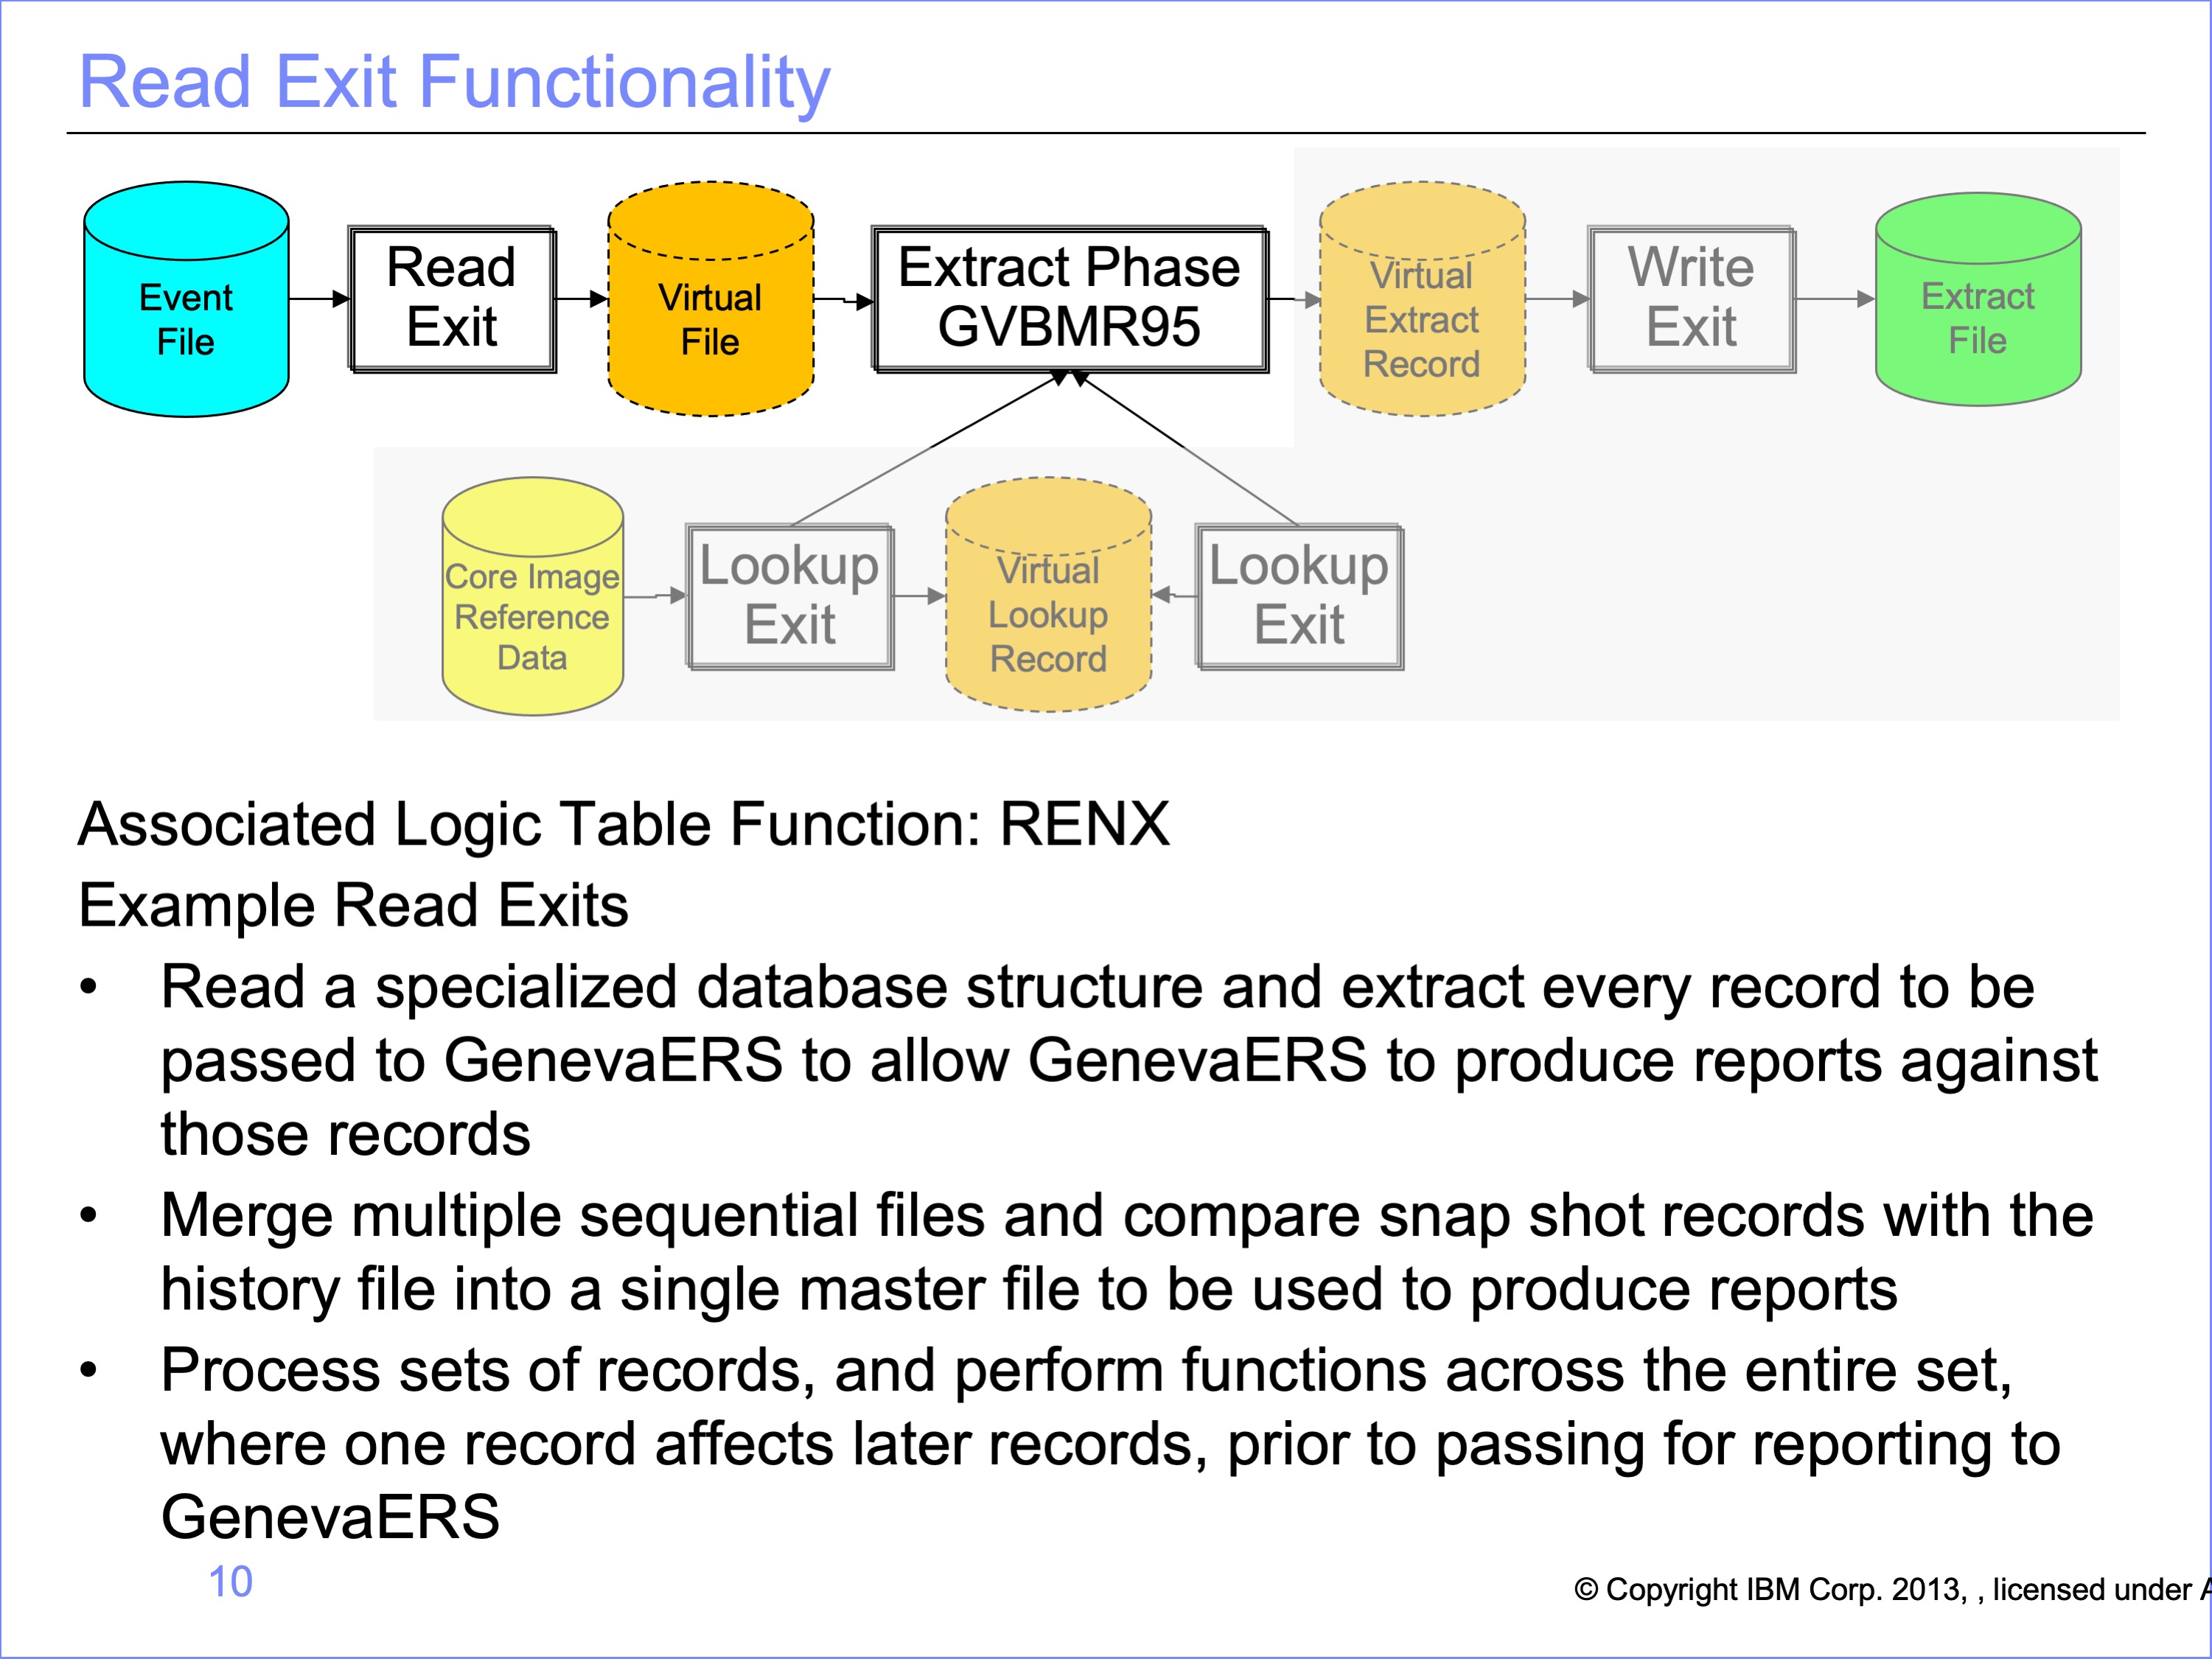 Read Exit Functionality
Event
File
Read
Exit
Virtual
File
Extract Phase
GVBMR95
Virtual
Extract
Record
Write
Exit
Extract
File
Core Image
Reference
Data
Lookup
Exit
Virtual
Lookup
Record
Lookup
Exit
Associated Logic Table Function: RENX
Example Read Exits
• Read a specialized database structure and extract every record to be
passed to GenevaERS to allow GenevaERS to produce reports against
those records
• Merge multiple sequential files and compare snap shot records with the
history file into a single master file to be used to produce reports
• Process sets of records, and perform functions across the entire set,
where one record affects later records, prior to passing for reporting to
GenevaERS
10
© Copyright IBM Corp. 2013, , licensed under